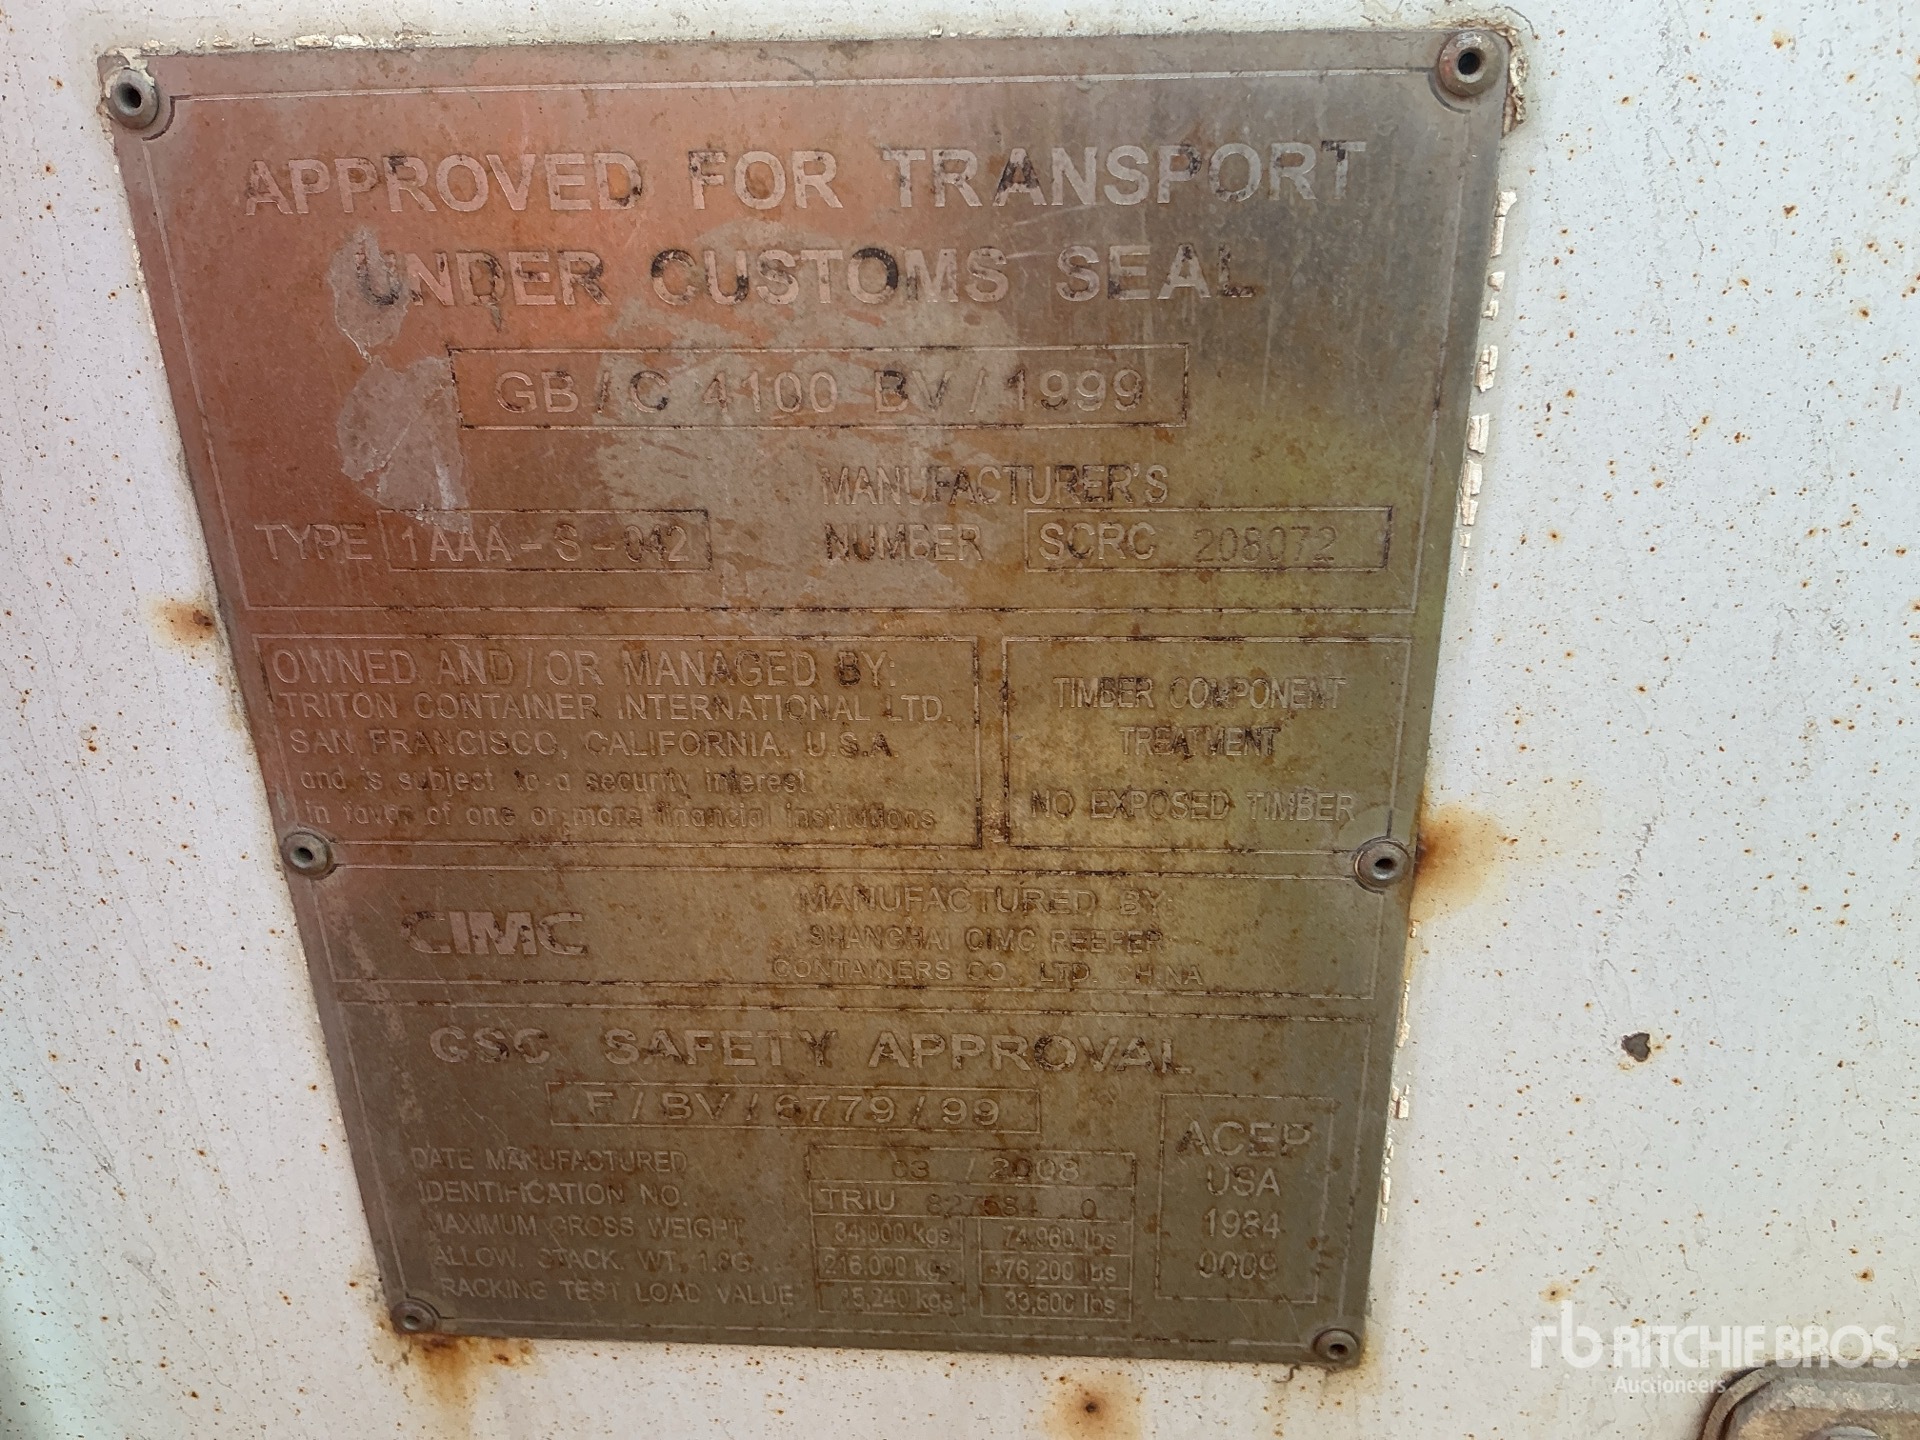 APPROVED FOR TRANSPORT
UNDER CUSTOMS SEAL
GB / C 4100 BV / 1999
MANUFACTURER'S
TYPE 1AAA-S-042 NUMBER SCRC 208072
OWNED AND/OR MANAGED BY:
TRITON CONTAINER INTERNATIONAL LTD.
SAN FRANCISCO, CALIFORNIA, U.S.A.
and is subject to a security interest
in favor of one or more financial institutions
TIMBER COMPONENT
TREATMENT
NO EXPOSED TIMBER
CIMC
MANUFACTURED BY:
SHANGHAI CIMC REEFER
CONTAINERS CO., LTD. CHINA
CSC SAFETY APPROVAL
F / BV / 6779 / 99
DATE MANUFACTURED 03 / 2008
IDENTIFICATION NO. TRIU 827584 0
MAXIMUM GROSS WEIGHT 34,000 kgs 74,960 lbs
ALLOW. STACK. WT. 1.8G 216,000 kgs 476,200 lbs
RACKING TEST LOAD VALUE 15,240 kgs 33,600 lbs
ACEP
USA
1984
0009
rb RITCHIE BROS.
Auctioneers